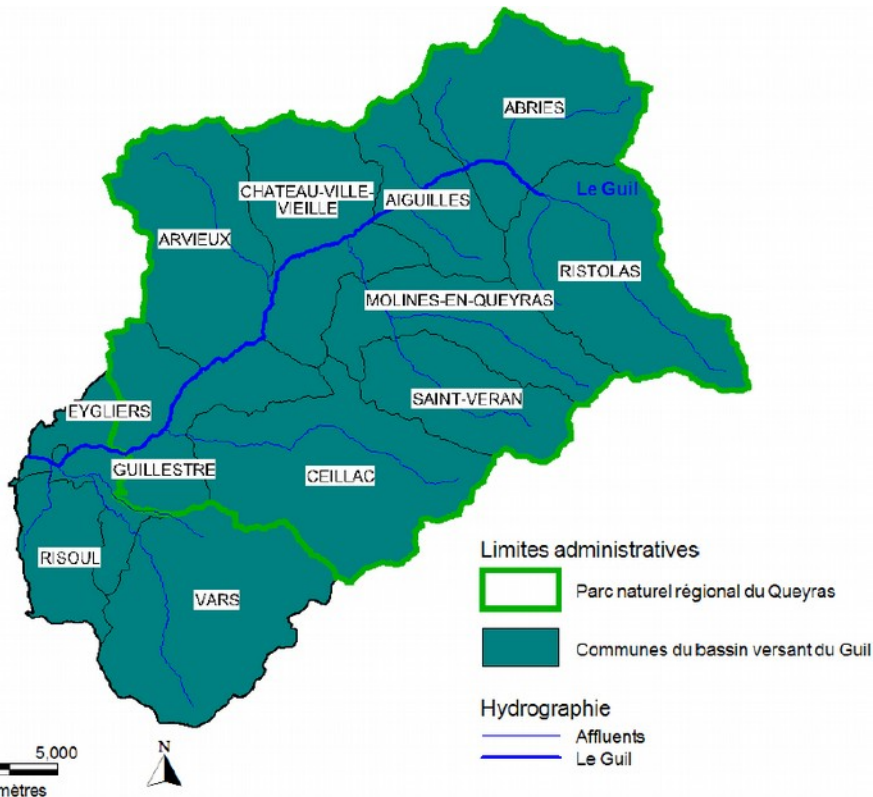 ABRIES
CHATEAU-VILLE-
VIEILLE
AIGUILLES
Le Guil
ARVIEUX
RISTOLAS
MOLINES-EN-QUEYRAS
SAINT-VERAN
EYGLIERS
GUILLESTRE
CEILLAC
RISOUL
VARS
Limites administratives
Parc naturel régional du Queyras
Communes du bassin versant du Guil
Hydrographie
Affluents
Le Guil
5,000
mètres
N